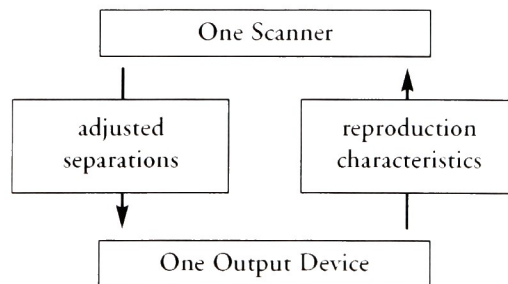 One Scanner
adjusted
separations
reproduction
characteristics
One Output Device